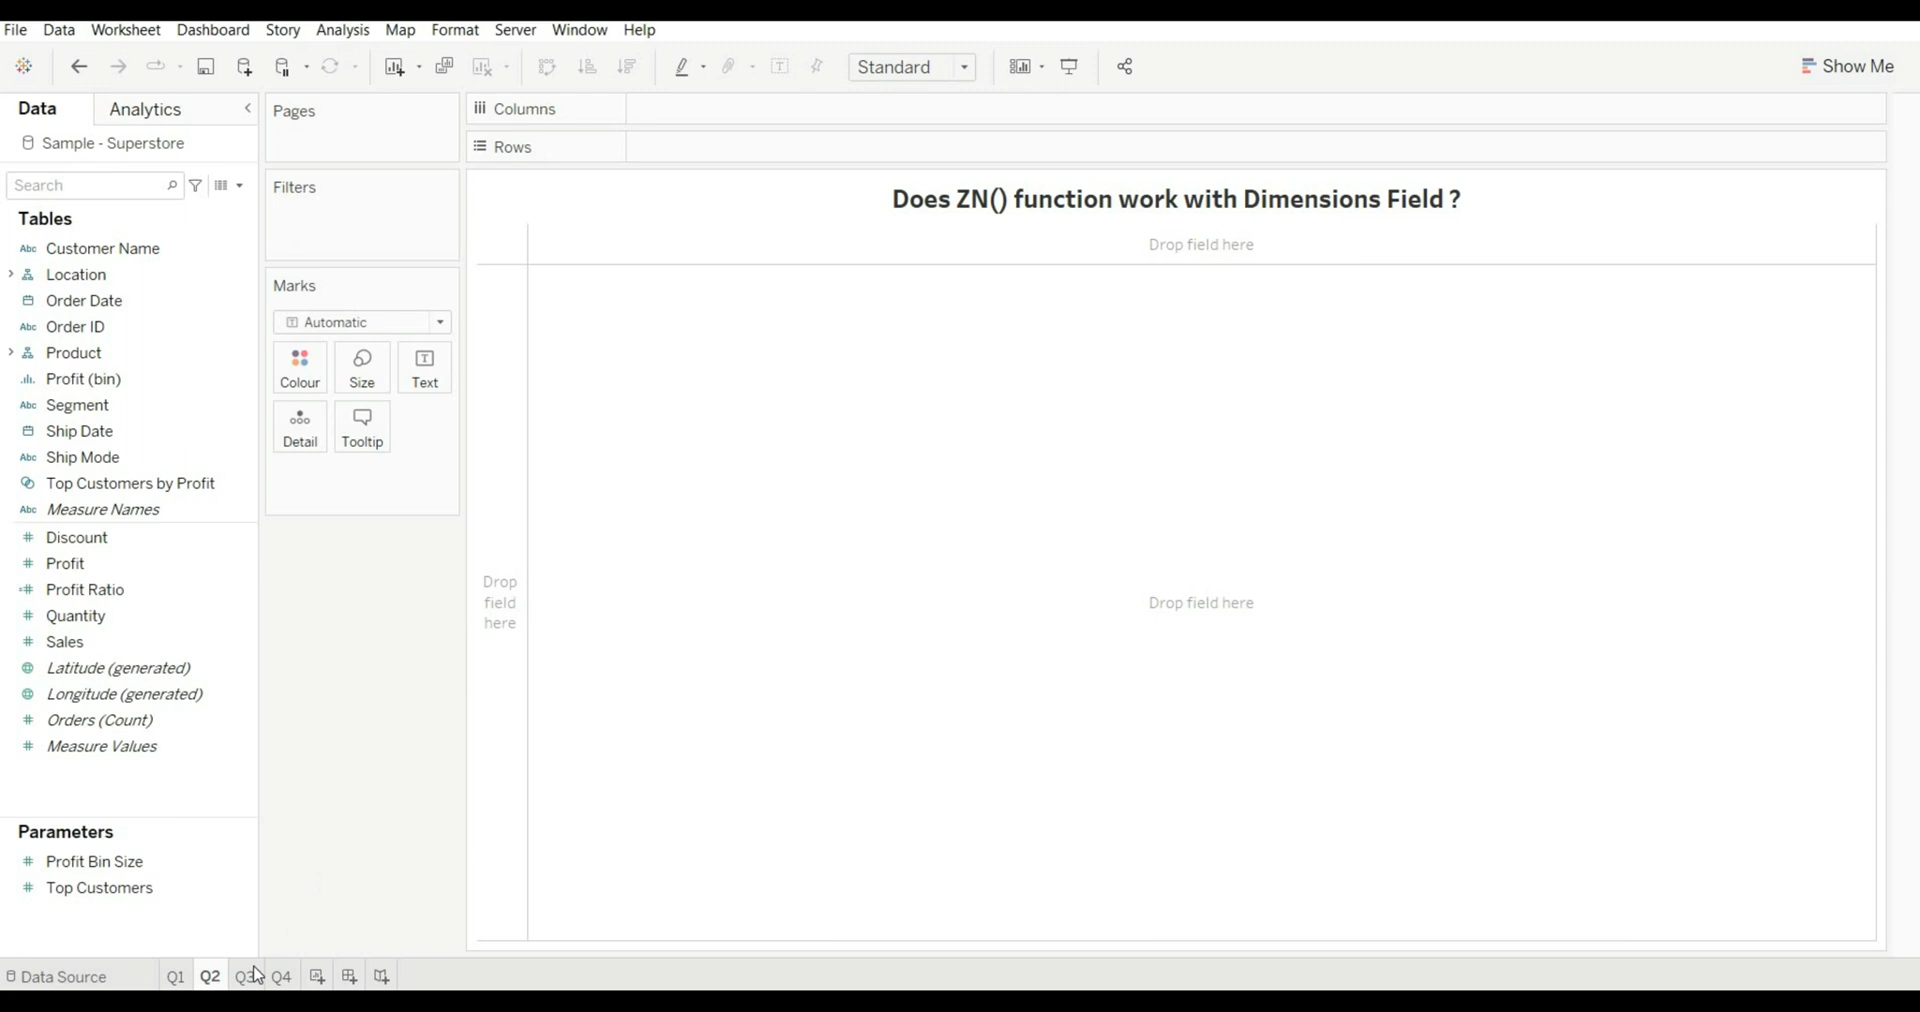 File Data Worksheet Dashboard Story Analysis Map Format Server Window Help
Standard
Show Me
Data Analytics
Sample - Superstore
Search
Tables
Customer Name
Location
Order Date
Order ID
Product
Profit (bin)
Segment
Ship Date
Ship Mode
Top Customers by Profit
Measure Names
Discount
Profit
Profit Ratio
Quantity
Sales
Latitude (generated)
Longitude (generated)
Orders (Count)
Measure Values
Parameters
Profit Bin Size
Top Customers
Pages
Filters
Marks
Automatic
Colour Size Text
Detail Tooltip
Columns
Rows
Does ZN() function work with Dimensions Field ?
Drop field here
Drop
field
here
Drop field here
Data Source Q1 Q2 Q3 Q4